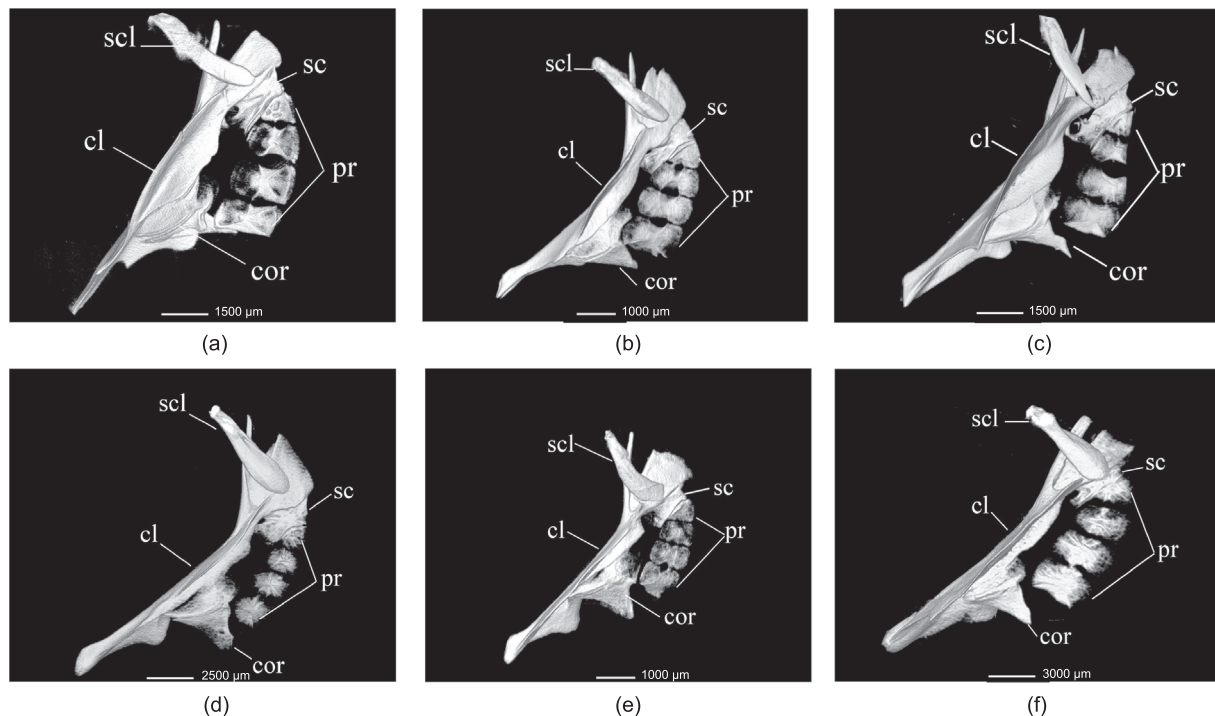 scl
sc
cl
pr
cor
1500 µm
(a)
scl
sc
cl
pr
cor
1000 µm
(b)
scl
sc
cl
pr
cor
1500 µm
(c)
scl
sc
cl
pr
cor
2500 µm
(d)
scl
sc
cl
pr
cor
1000 µm
(e)
scl
sc
cl
pr
cor
3000 µm
(f)